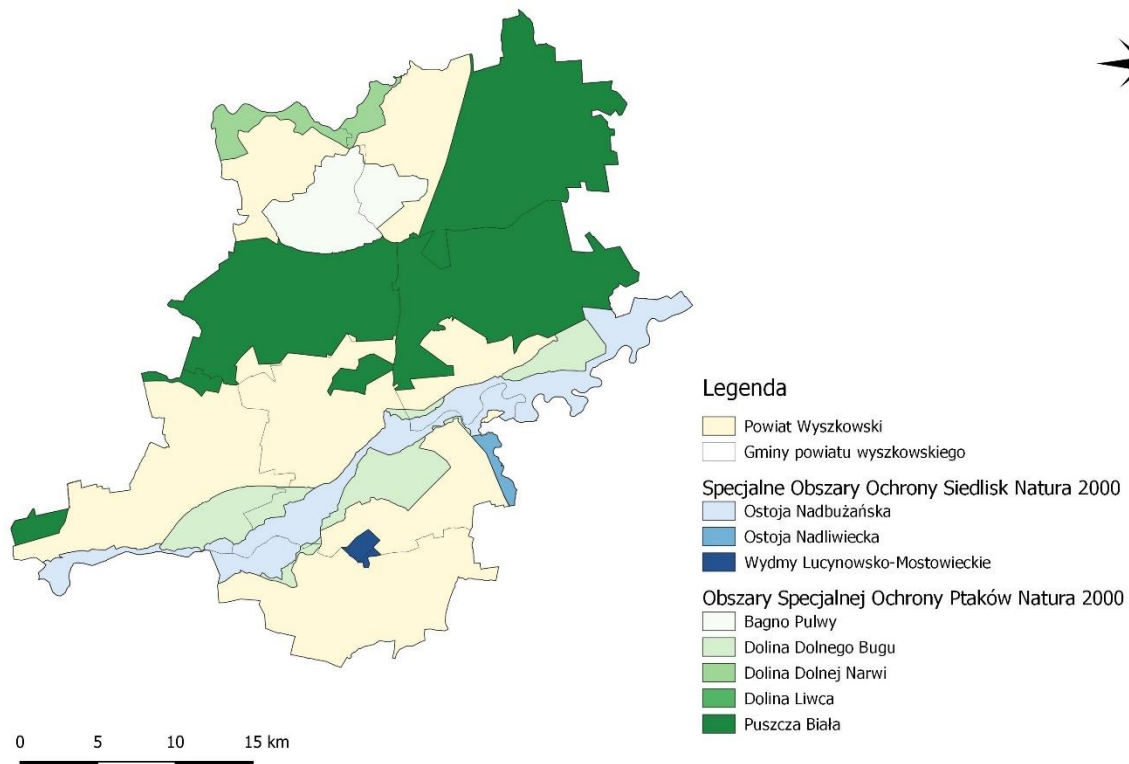 Legenda
Powiat Wyszkowski
Gminy powiatu wyszkowskiego
Specjalne Obszary Ochrony Siedlisk Natura 2000
Ostoja Nadbużańska
Ostoja Nadliwiecka
Wydmy Lucynowsko-Mostowieckie
Obszary Specjalnej Ochrony Ptaków Natura 2000
Bagno Pulwy
Dolina Dolnego Bugu
Dolina Dolnej Narwi
Dolina Liwca
Puszcza Biała
0 5 10 15 km